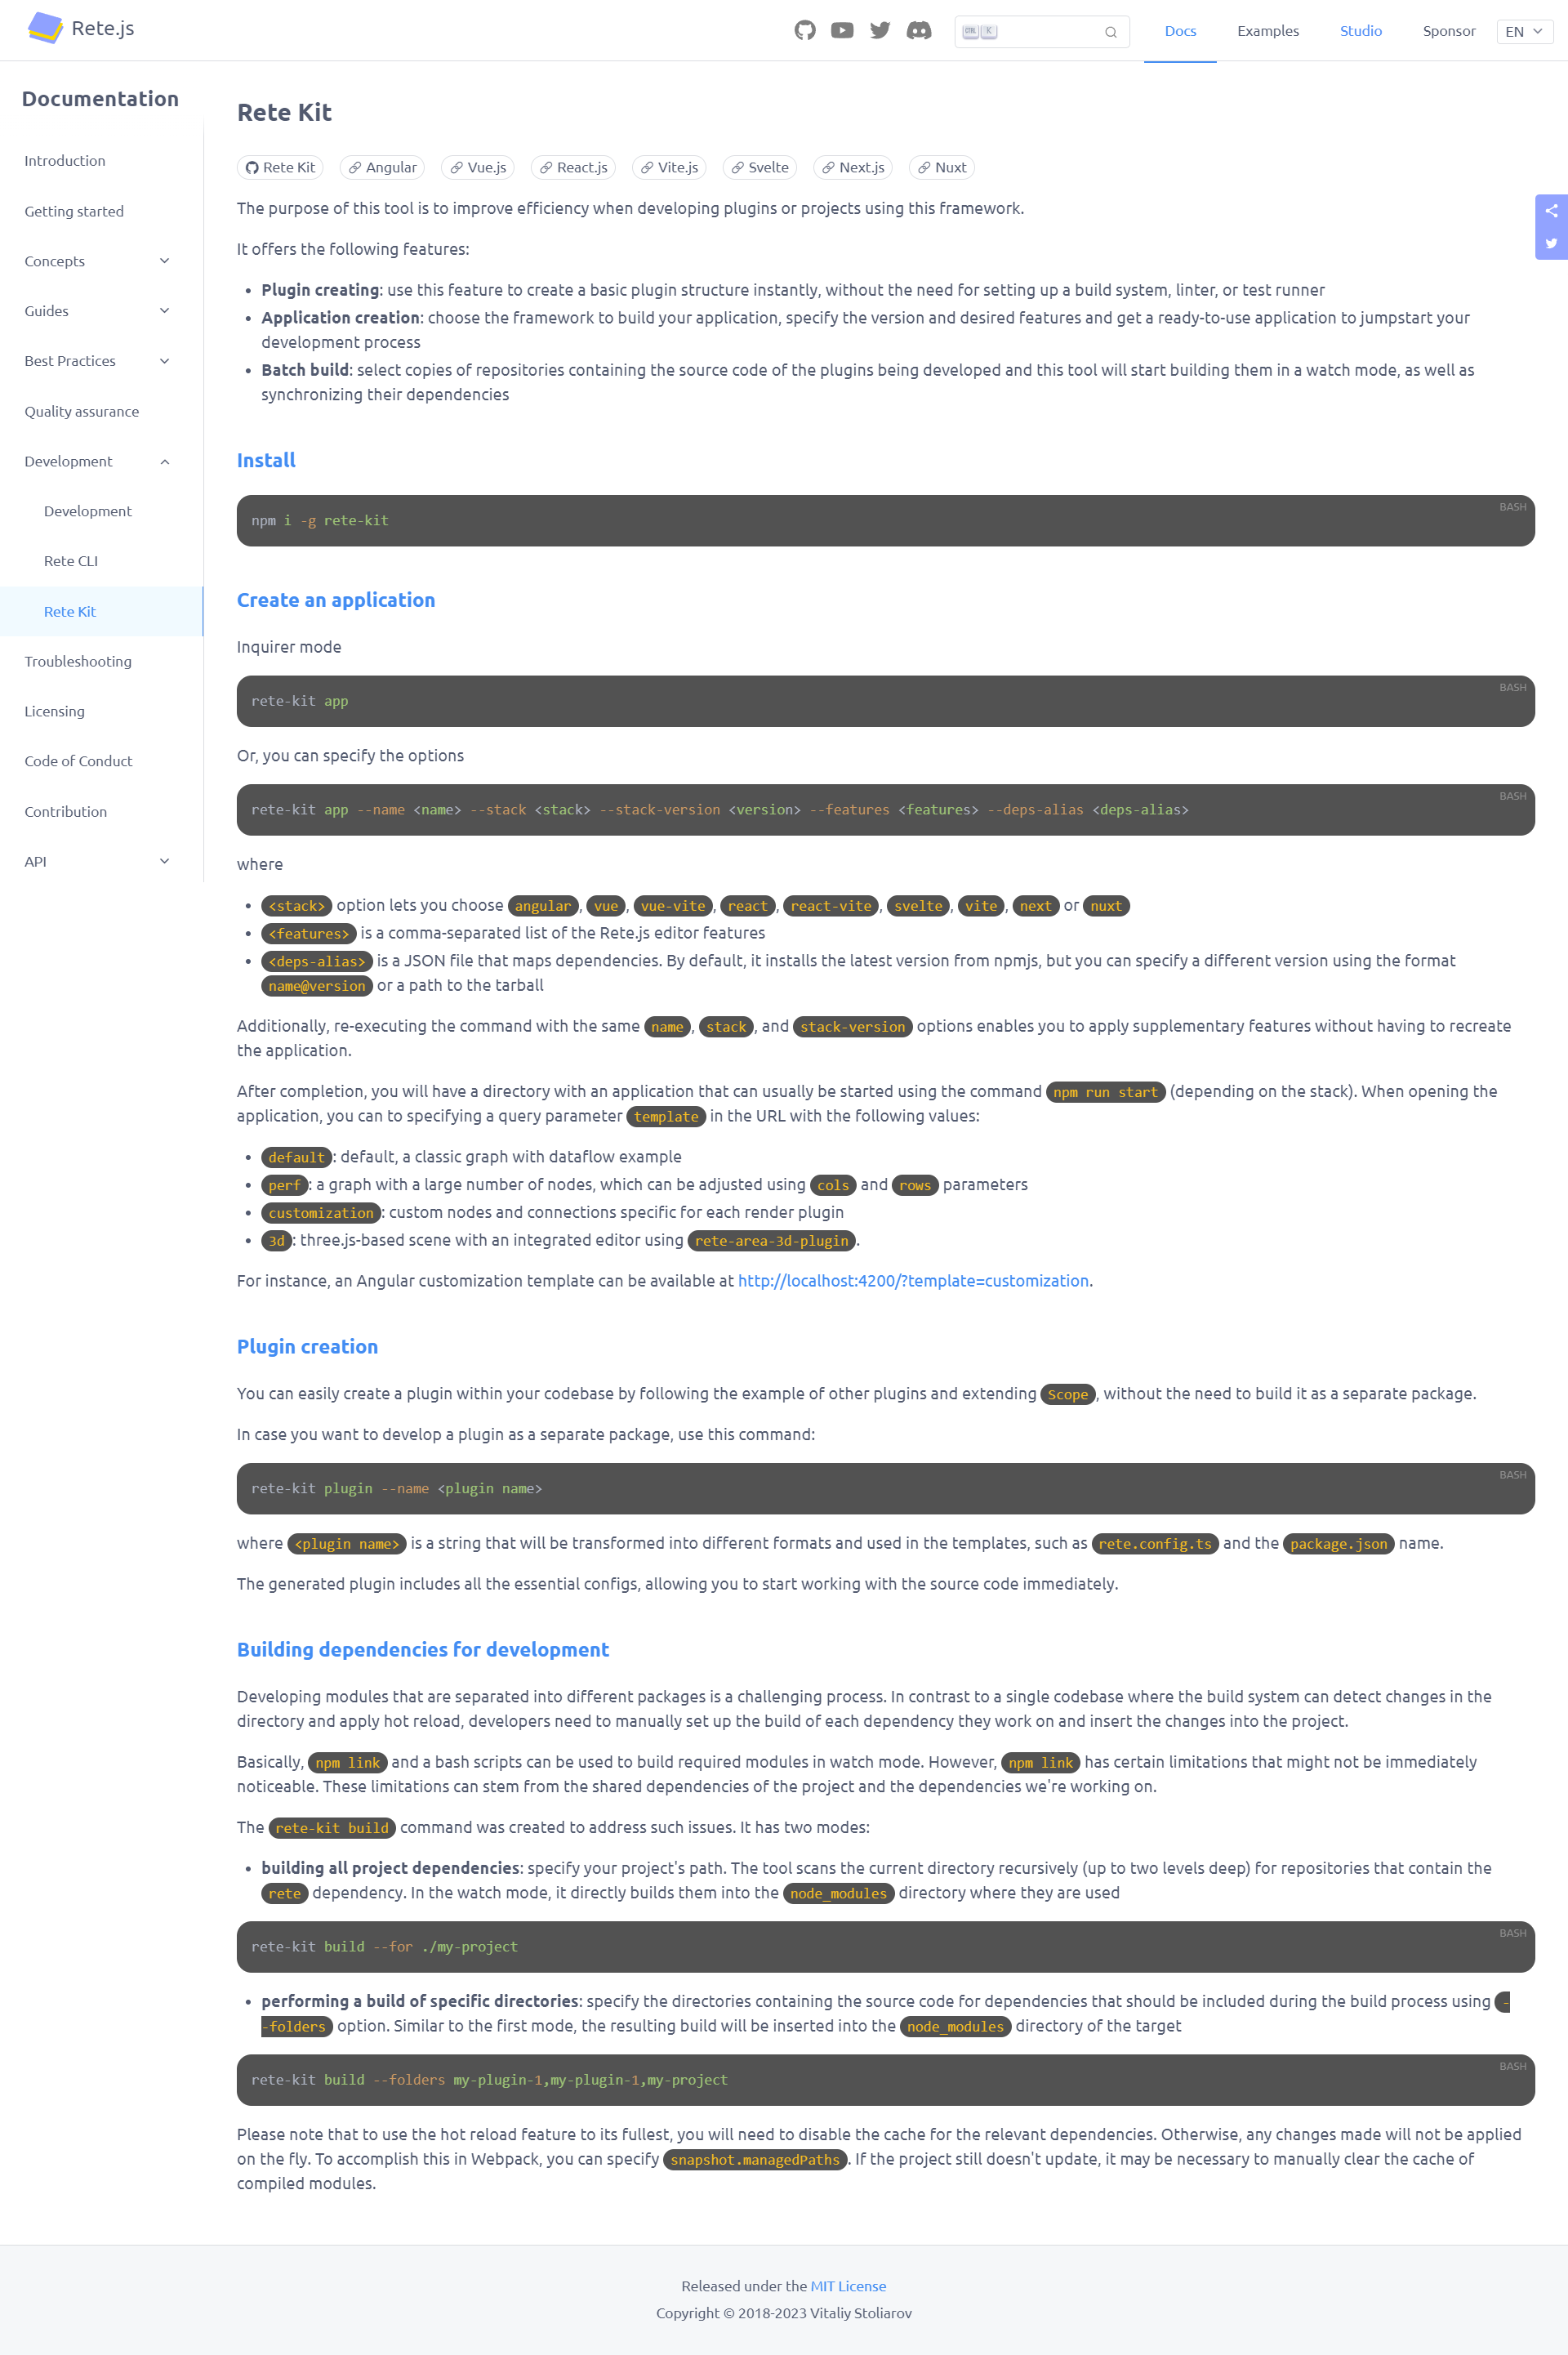 Rete.js
CTRL K
Docs
Examples
Studio
Sponsor
EN
Documentation
Introduction
Getting started
Concepts
Guides
Best Practices
Quality assurance
Development
Development
Rete CLI
Rete Kit
Troubleshooting
Licensing
Code of Conduct
Contribution
API
Rete Kit
Rete Kit Angular Vue.js React.js Vite.js Svelte Next.js Nuxt
The purpose of this tool is to improve efficiency when developing plugins or projects using this framework.
It offers the following features:
• Plugin creating: use this feature to create a basic plugin structure instantly, without the need for setting up a build system, linter, or test runner
• Application creation: choose the framework to build your application, specify the version and desired features and get a ready-to-use application to jumpstart your
development process
• Batch build: select copies of repositories containing the source code of the plugins being developed and this tool will start building them in a watch mode, as well as
synchronizing their dependencies
Install
BASH
npm i -g rete-kit
Create an application
Inquirer mode
BASH
rete-kit app
Or, you can specify the options
BASH
rete-kit app --name <name> --stack <stack> --stack-version <version> --features <features> --deps-alias <deps-alias>
where
• <stack> option lets you choose angular, vue, vue-vite, react, react-vite, svelte, vite, next or nuxt
• <features> is a comma-separated list of the Rete.js editor features
• <deps-alias> is a JSON file that maps dependencies. By default, it installs the latest version from npmjs, but you can specify a different version using the format
name@version or a path to the tarball
Additionally, re-executing the command with the same name, stack, and stack-version options enables you to apply supplementary features without having to recreate
the application.
After completion, you will have a directory with an application that can usually be started using the command npm run start (depending on the stack). When opening the
application, you can to specifying a query parameter template in the URL with the following values:
• default: default, a classic graph with dataflow example
• perf: a graph with a large number of nodes, which can be adjusted using cols and rows parameters
• customization: custom nodes and connections specific for each render plugin
• 3d: three.js-based scene with an integrated editor using rete-area-3d-plugin.
For instance, an Angular customization template can be available at http://localhost:4200/?template=customization.
Plugin creation
You can easily create a plugin within your codebase by following the example of other plugins and extending Scope, without the need to build it as a separate package.
In case you want to develop a plugin as a separate package, use this command:
BASH
rete-kit plugin --name <plugin name>
where <plugin name> is a string that will be transformed into different formats and used in the templates, such as rete.config.ts and the package.json name.
The generated plugin includes all the essential configs, allowing you to start working with the source code immediately.
Building dependencies for development
Developing modules that are separated into different packages is a challenging process. In contrast to a single codebase where the build system can detect changes in the
directory and apply hot reload, developers need to manually set up the build of each dependency they work on and insert the changes into the project.
Basically, npm link and a bash scripts can be used to build required modules in watch mode. However, npm link has certain limitations that might not be immediately
noticeable. These limitations can stem from the shared dependencies of the project and the dependencies we're working on.
The rete-kit build command was created to address such issues. It has two modes:
• building all project dependencies: specify your project's path. The tool scans the current directory recursively (up to two levels deep) for repositories that contain the
rete dependency. In the watch mode, it directly builds them into the node_modules directory where they are used
BASH
rete-kit build --for ./my-project
• performing a build of specific directories: specify the directories containing the source code for dependencies that should be included during the build process using -
-folders option. Similar to the first mode, the resulting build will be inserted into the node_modules directory of the target
BASH
rete-kit build --folders my-plugin-1,my-plugin-1,my-project
Please note that to use the hot reload feature to its fullest, you will need to disable the cache for the relevant dependencies. Otherwise, any changes made will not be applied
on the fly. To accomplish this in Webpack, you can specify snapshot.managedPaths. If the project still doesn't update, it may be necessary to manually clear the cache of
compiled modules.
Released under the MIT License
Copyright © 2018-2023 Vitaliy Stoliarov